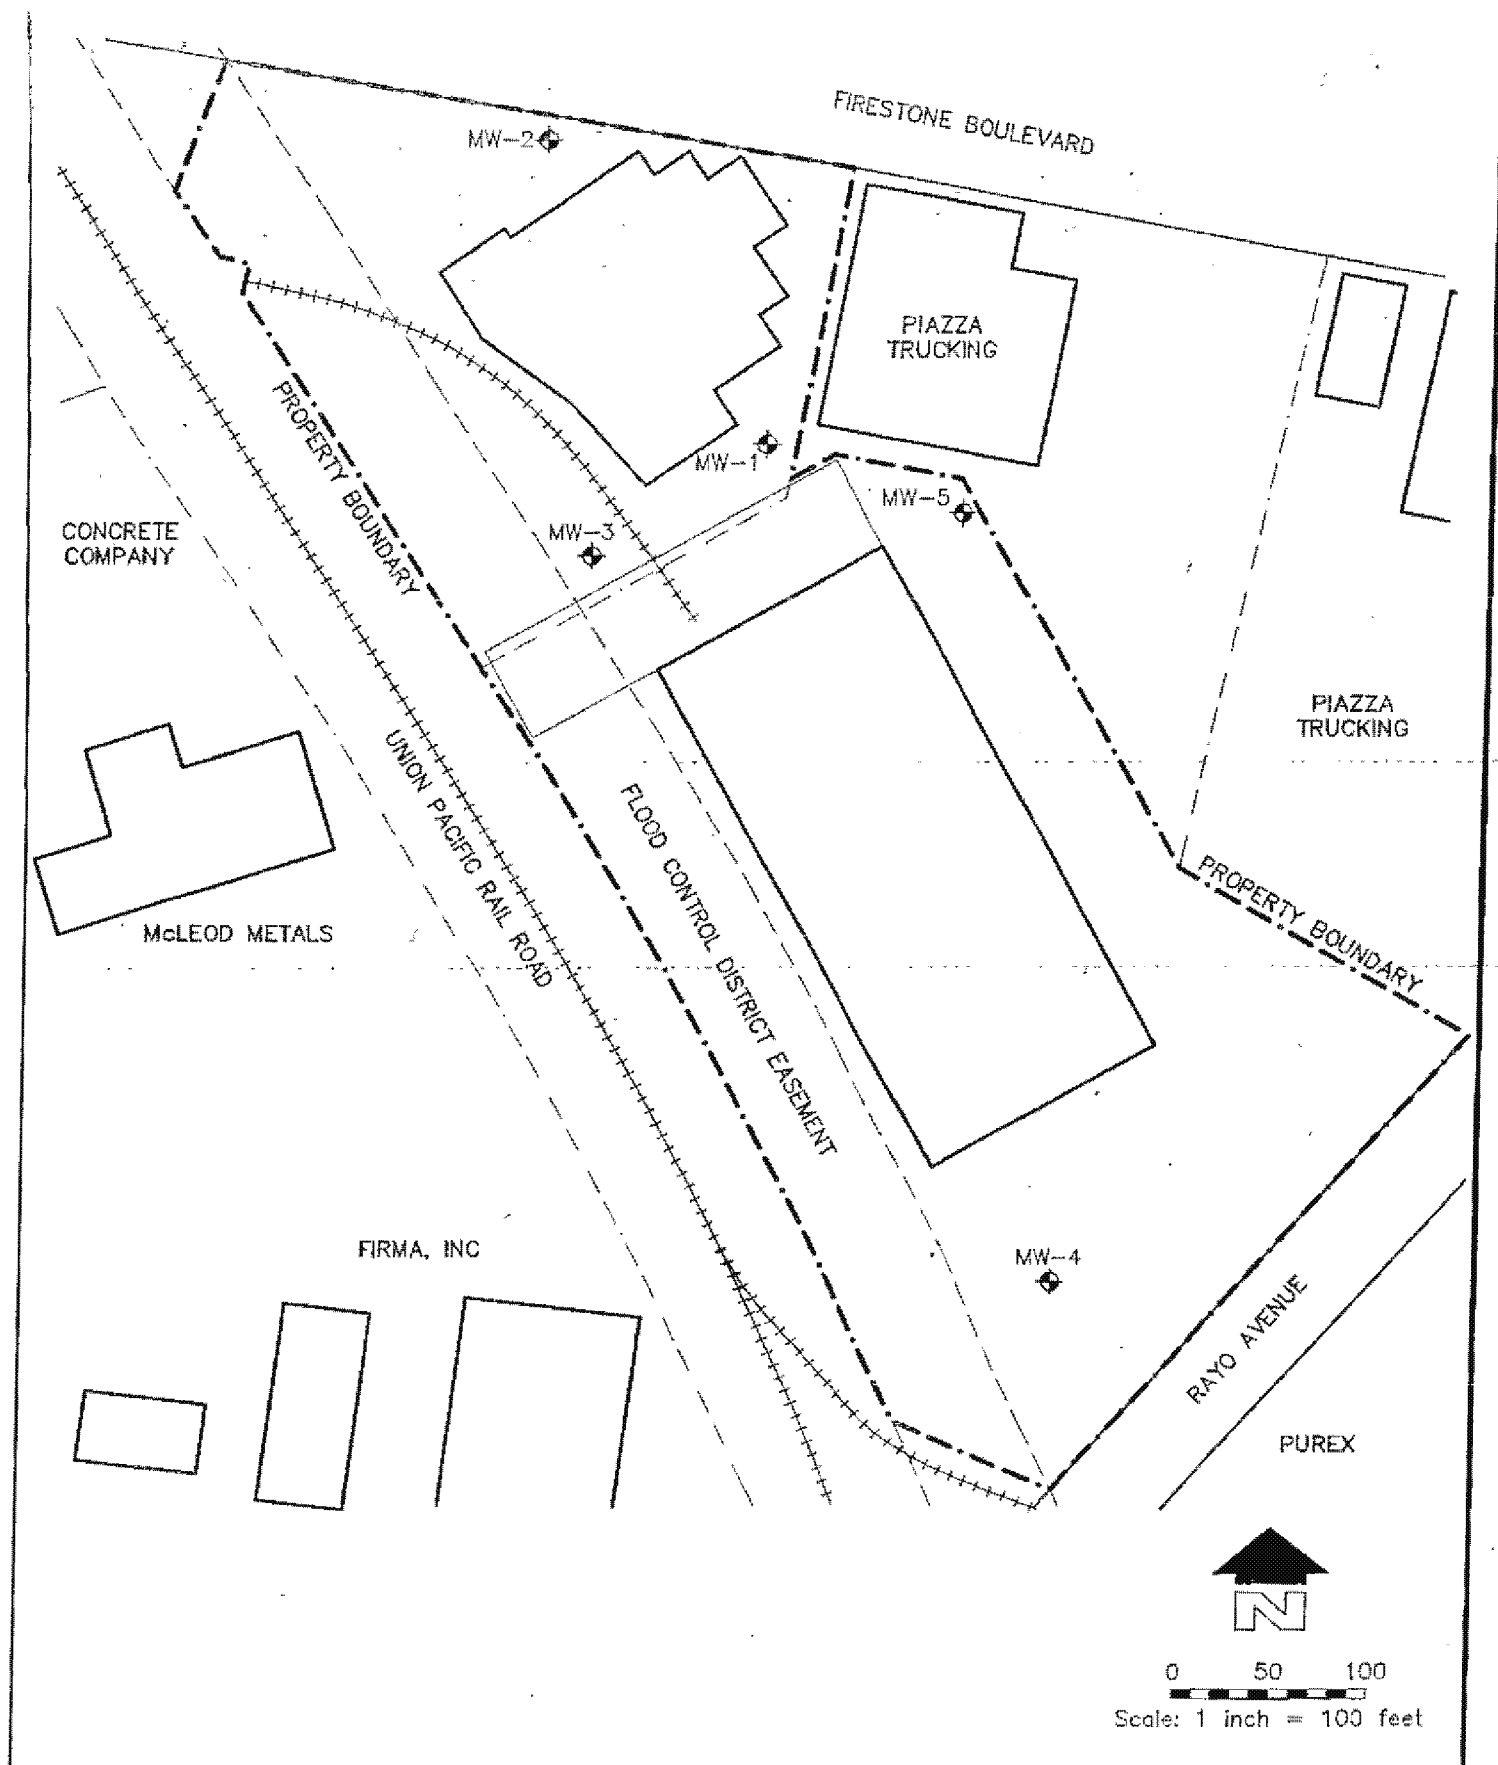 FIRESTONE BOULEVARD
MW-2
PIAZZA
TRUCKING
PROPERTY BOUNDARY
MW-1
MW-5
MW-3
CONCRETE
COMPANY
PIAZZA
TRUCKING
UNION PACIFIC RAIL ROAD
FLOOD CONTROL DISTRICT EASEMENT
PROPERTY BOUNDARY
McLEOD METALS
FIRMA, INC
MW-4
RAYO AVENUE
PUREX
N
0 50 100
Scale: 1 inch = 100 feet